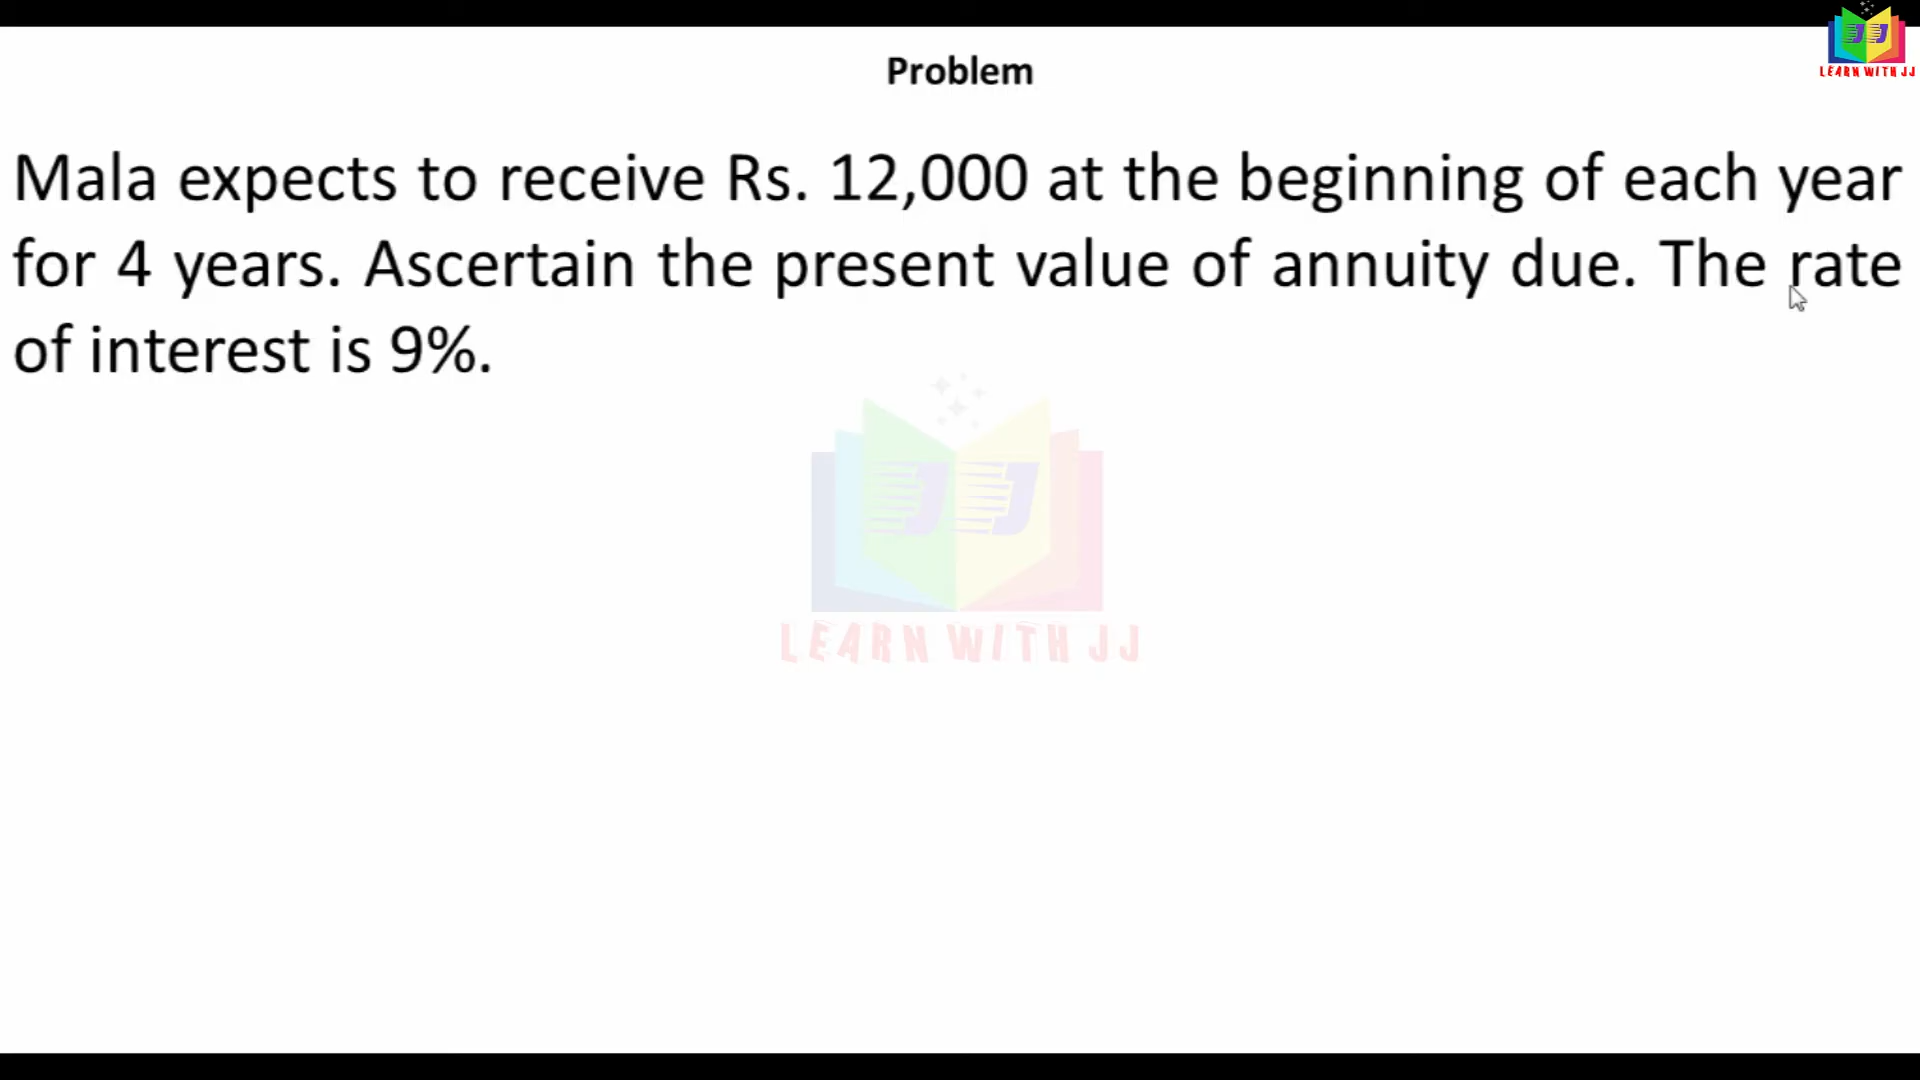 LEARN WITH JJ
Problem
Mala expects to receive Rs. 12,000 at the beginning of each year
for 4 years. Ascertain the present value of annuity due. The rate
of interest is 9%.
JJ
LEARN WITH JJ